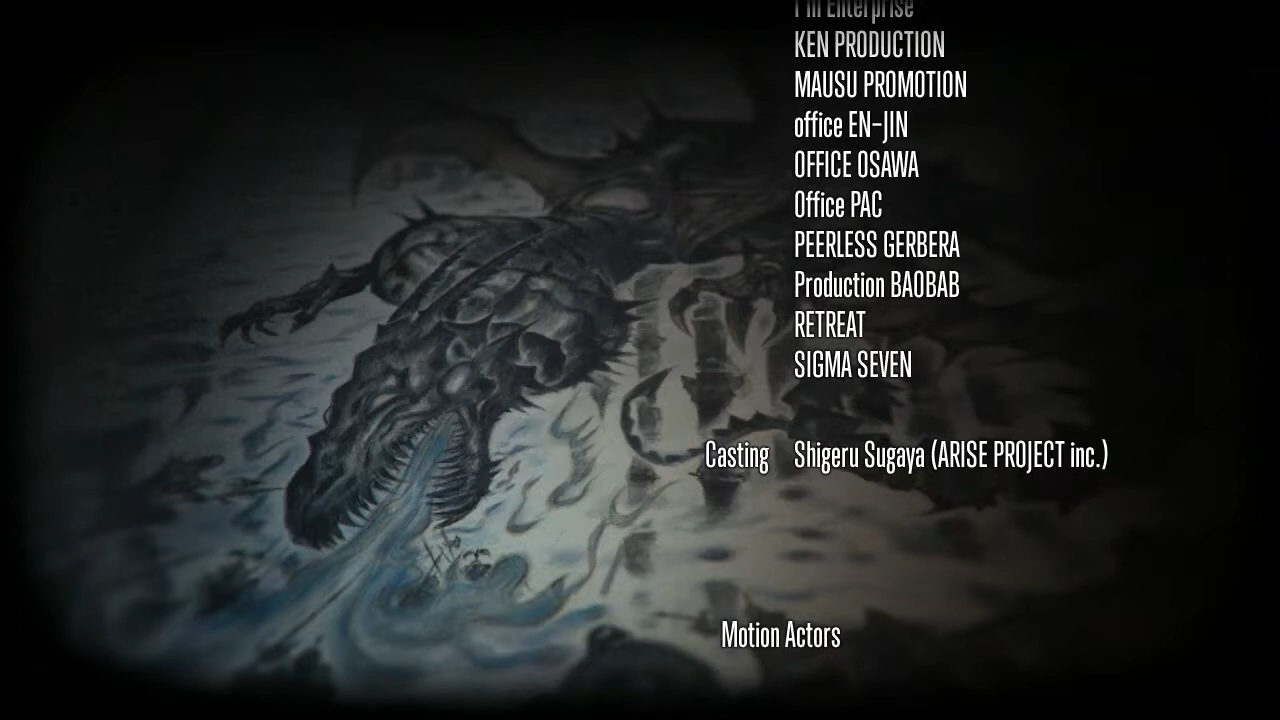 I'm Enterprise
KEN PRODUCTION
MAUSU PROMOTION
office EN-JIN
OFFICE OSAWA
Office PAC
PEERLESS GERBERA
Production BAOBAB
RETREAT
SIGMA SEVEN
Casting Shigeru Sugaya (ARISE PROJECT inc.)
Motion Actors